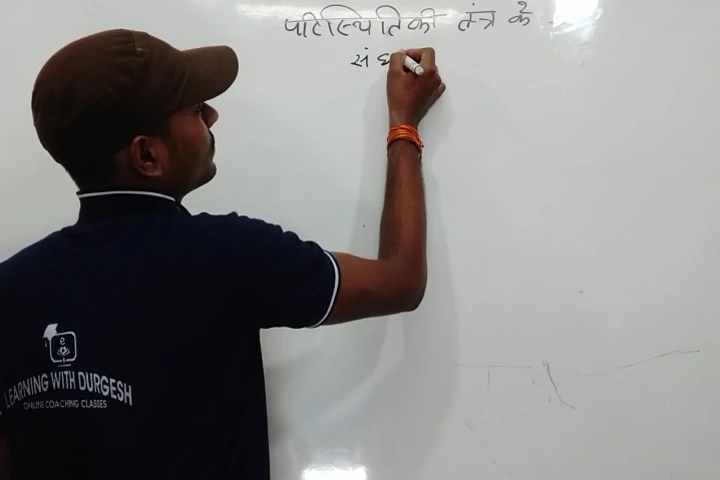 पारिस्थितिकी तंत्र के
संघ
e
LEARNING WITH DURGESH
ONLINE COACHING CLASSES